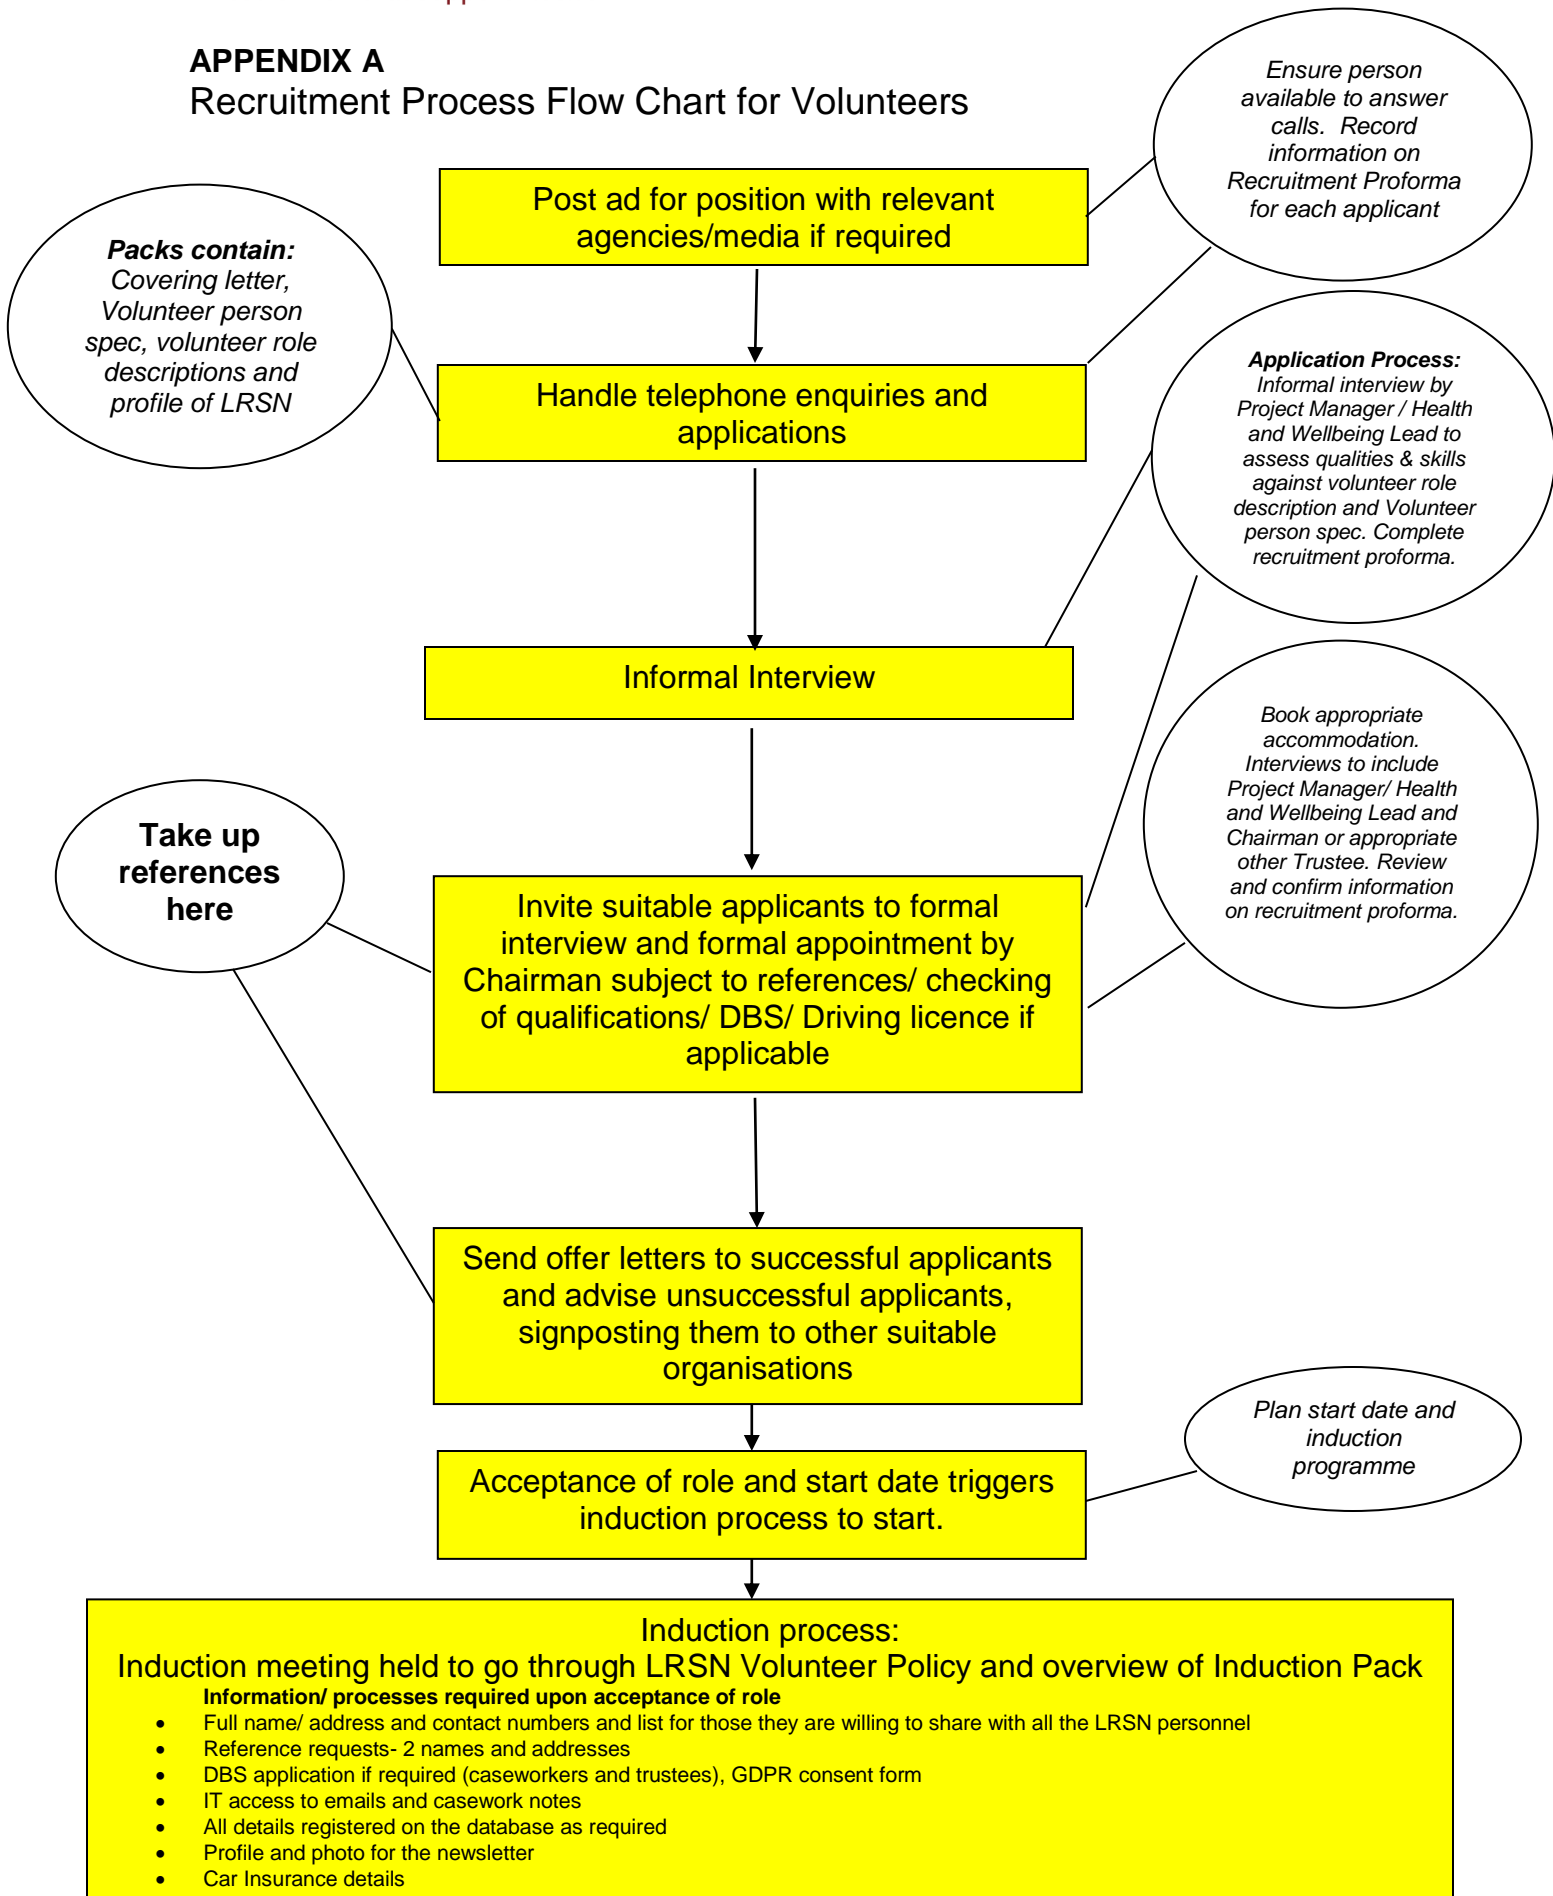 APPENDIX A
Recruitment Process Flow Chart for Volunteers
Ensure person
available to answer
calls.  Record
information on
Recruitment Proforma
for each applicant
Post ad for position with relevant
agencies/media if required
Packs contain:
Covering letter,
Volunteer person
spec, volunteer role
descriptions and
profile of LRSN
Handle telephone enquiries and
applications
Application Process:
Informal interview by
Project Manager / Health
and Wellbeing Lead to
assess qualities & skills
against volunteer role
description and Volunteer
person spec. Complete
recruitment proforma.
Informal Interview
Book appropriate
accommodation.
Interviews to include
Project Manager/ Health
and Wellbeing Lead and
Chairman or appropriate
other Trustee. Review
and confirm information
on recruitment proforma.
Take up
references
here
Invite suitable applicants to formal
interview and formal appointment by
Chairman subject to references/ checking
of qualifications/ DBS/ Driving licence if
applicable
Send offer letters to successful applicants
and advise unsuccessful applicants,
signposting them to other suitable
organisations
Plan start date and
induction
programme
Acceptance of role and start date triggers
induction process to start.
Induction process:
Induction meeting held to go through LRSN Volunteer Policy and overview of Induction Pack
Information/ processes required upon acceptance of role
• Full name/ address and contact numbers and list for those they are willing to share with all the LRSN personnel
• Reference requests- 2 names and addresses
• DBS application if required (caseworkers and trustees), GDPR consent form
• IT access to emails and casework notes
• All details registered on the database as required
• Profile and photo for the newsletter
• Car Insurance details